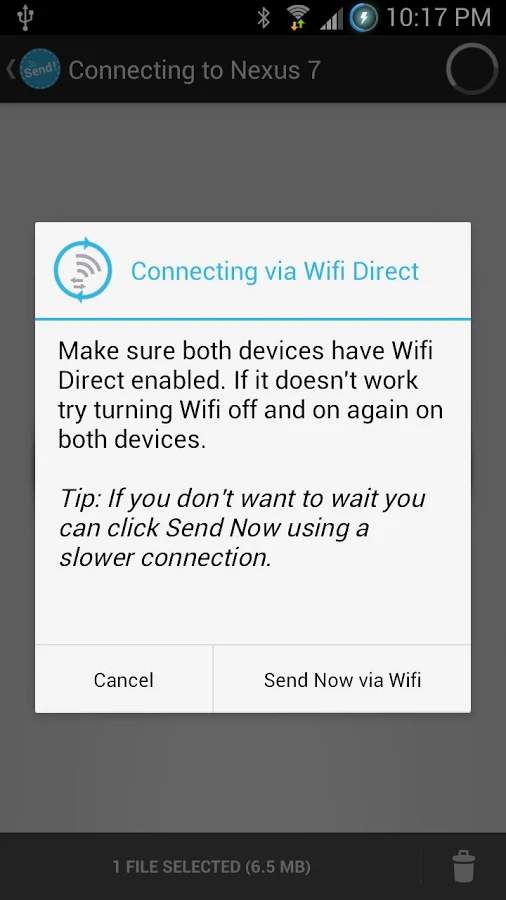 10:17 PM
Send!
Connecting to Nexus 7
Connecting via Wifi Direct
Make sure both devices have Wifi
Direct enabled. If it doesn't work
try turning Wifi off and on again on
both devices.
Tip: If you don't want to wait you
can click Send Now using a
slower connection.
Cancel
Send Now via Wifi
1 FILE SELECTED (6.5 MB)